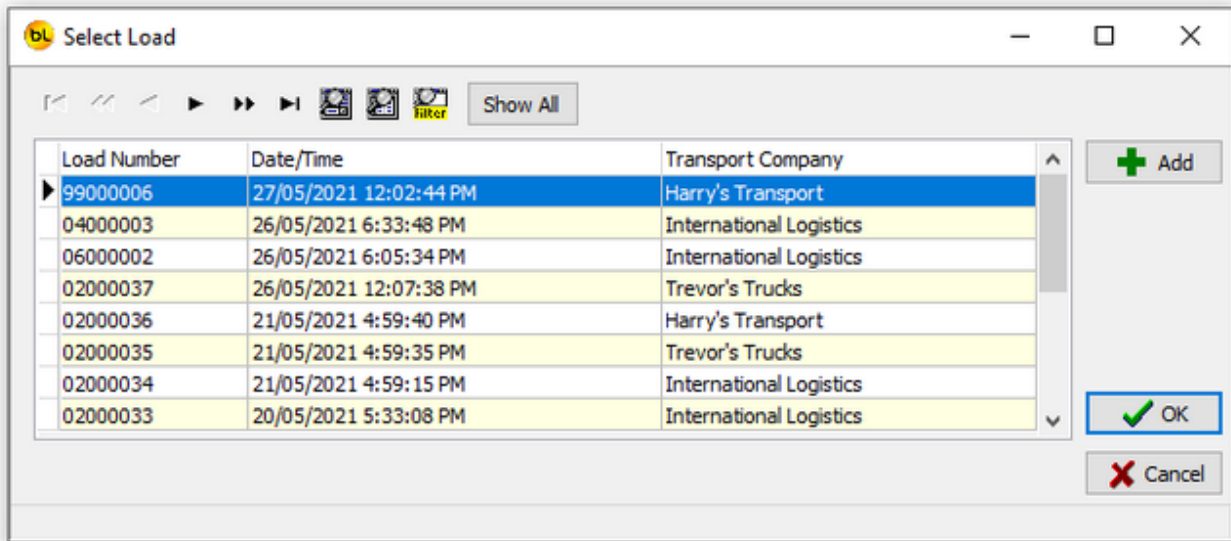 bL Select Load
Filter Show All
Load Number Date/Time Transport Company
Add
99000006 27/05/2021 12:02:44 PM Harry's Transport
04000003 26/05/2021 6:33:48 PM International Logistics
06000002 26/05/2021 6:05:34 PM International Logistics
02000037 26/05/2021 12:07:38 PM Trevor's Trucks
02000036 21/05/2021 4:59:40 PM Harry's Transport
02000035 21/05/2021 4:59:35 PM Trevor's Trucks
02000034 21/05/2021 4:59:15 PM International Logistics
02000033 20/05/2021 5:33:08 PM International Logistics
OK
Cancel